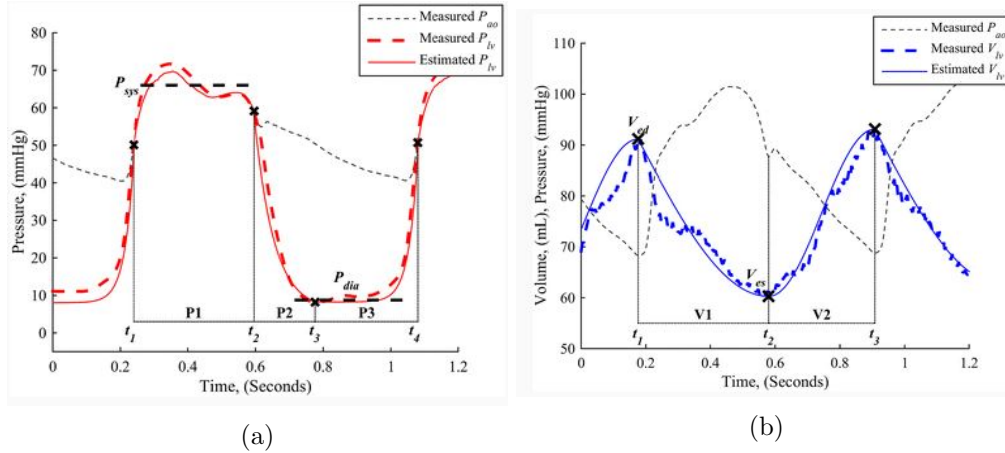 Measured P_ao
Measured P_lv
Estimated P_lv
80
70
60
50
40
30
20
10
0
Pressure, (mmHg)
P_sys
P_dia
P1
P2
P3
t_1
t_2
t_3
t_4
0
0.2
0.4
0.6
0.8
1
1.2
Time, (Seconds)
(a)
Measured P_ao
Measured V_lv
Estimated V_lv
110
100
90
80
70
60
50
Volume, (mL), Pressure, (mmHg)
V_ed
V_es
V1
V2
t_1
t_2
t_3
0
0.2
0.4
0.6
0.8
1
1.2
Time, (Seconds)
(b)